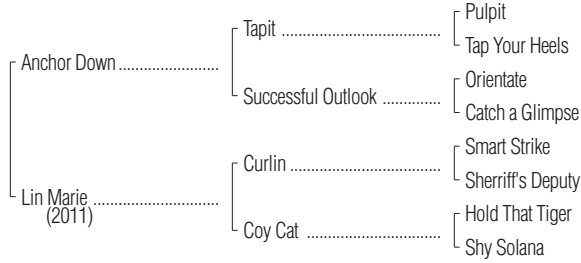 Pulpit
Tapit
Tap Your Heels
Anchor Down
Orientate
Successful Outlook
Catch a Glimpse
Smart Strike
Curlin
Sherriff's Deputy
Lin Marie
(2011)
Hold That Tiger
Coy Cat
Shy Solana